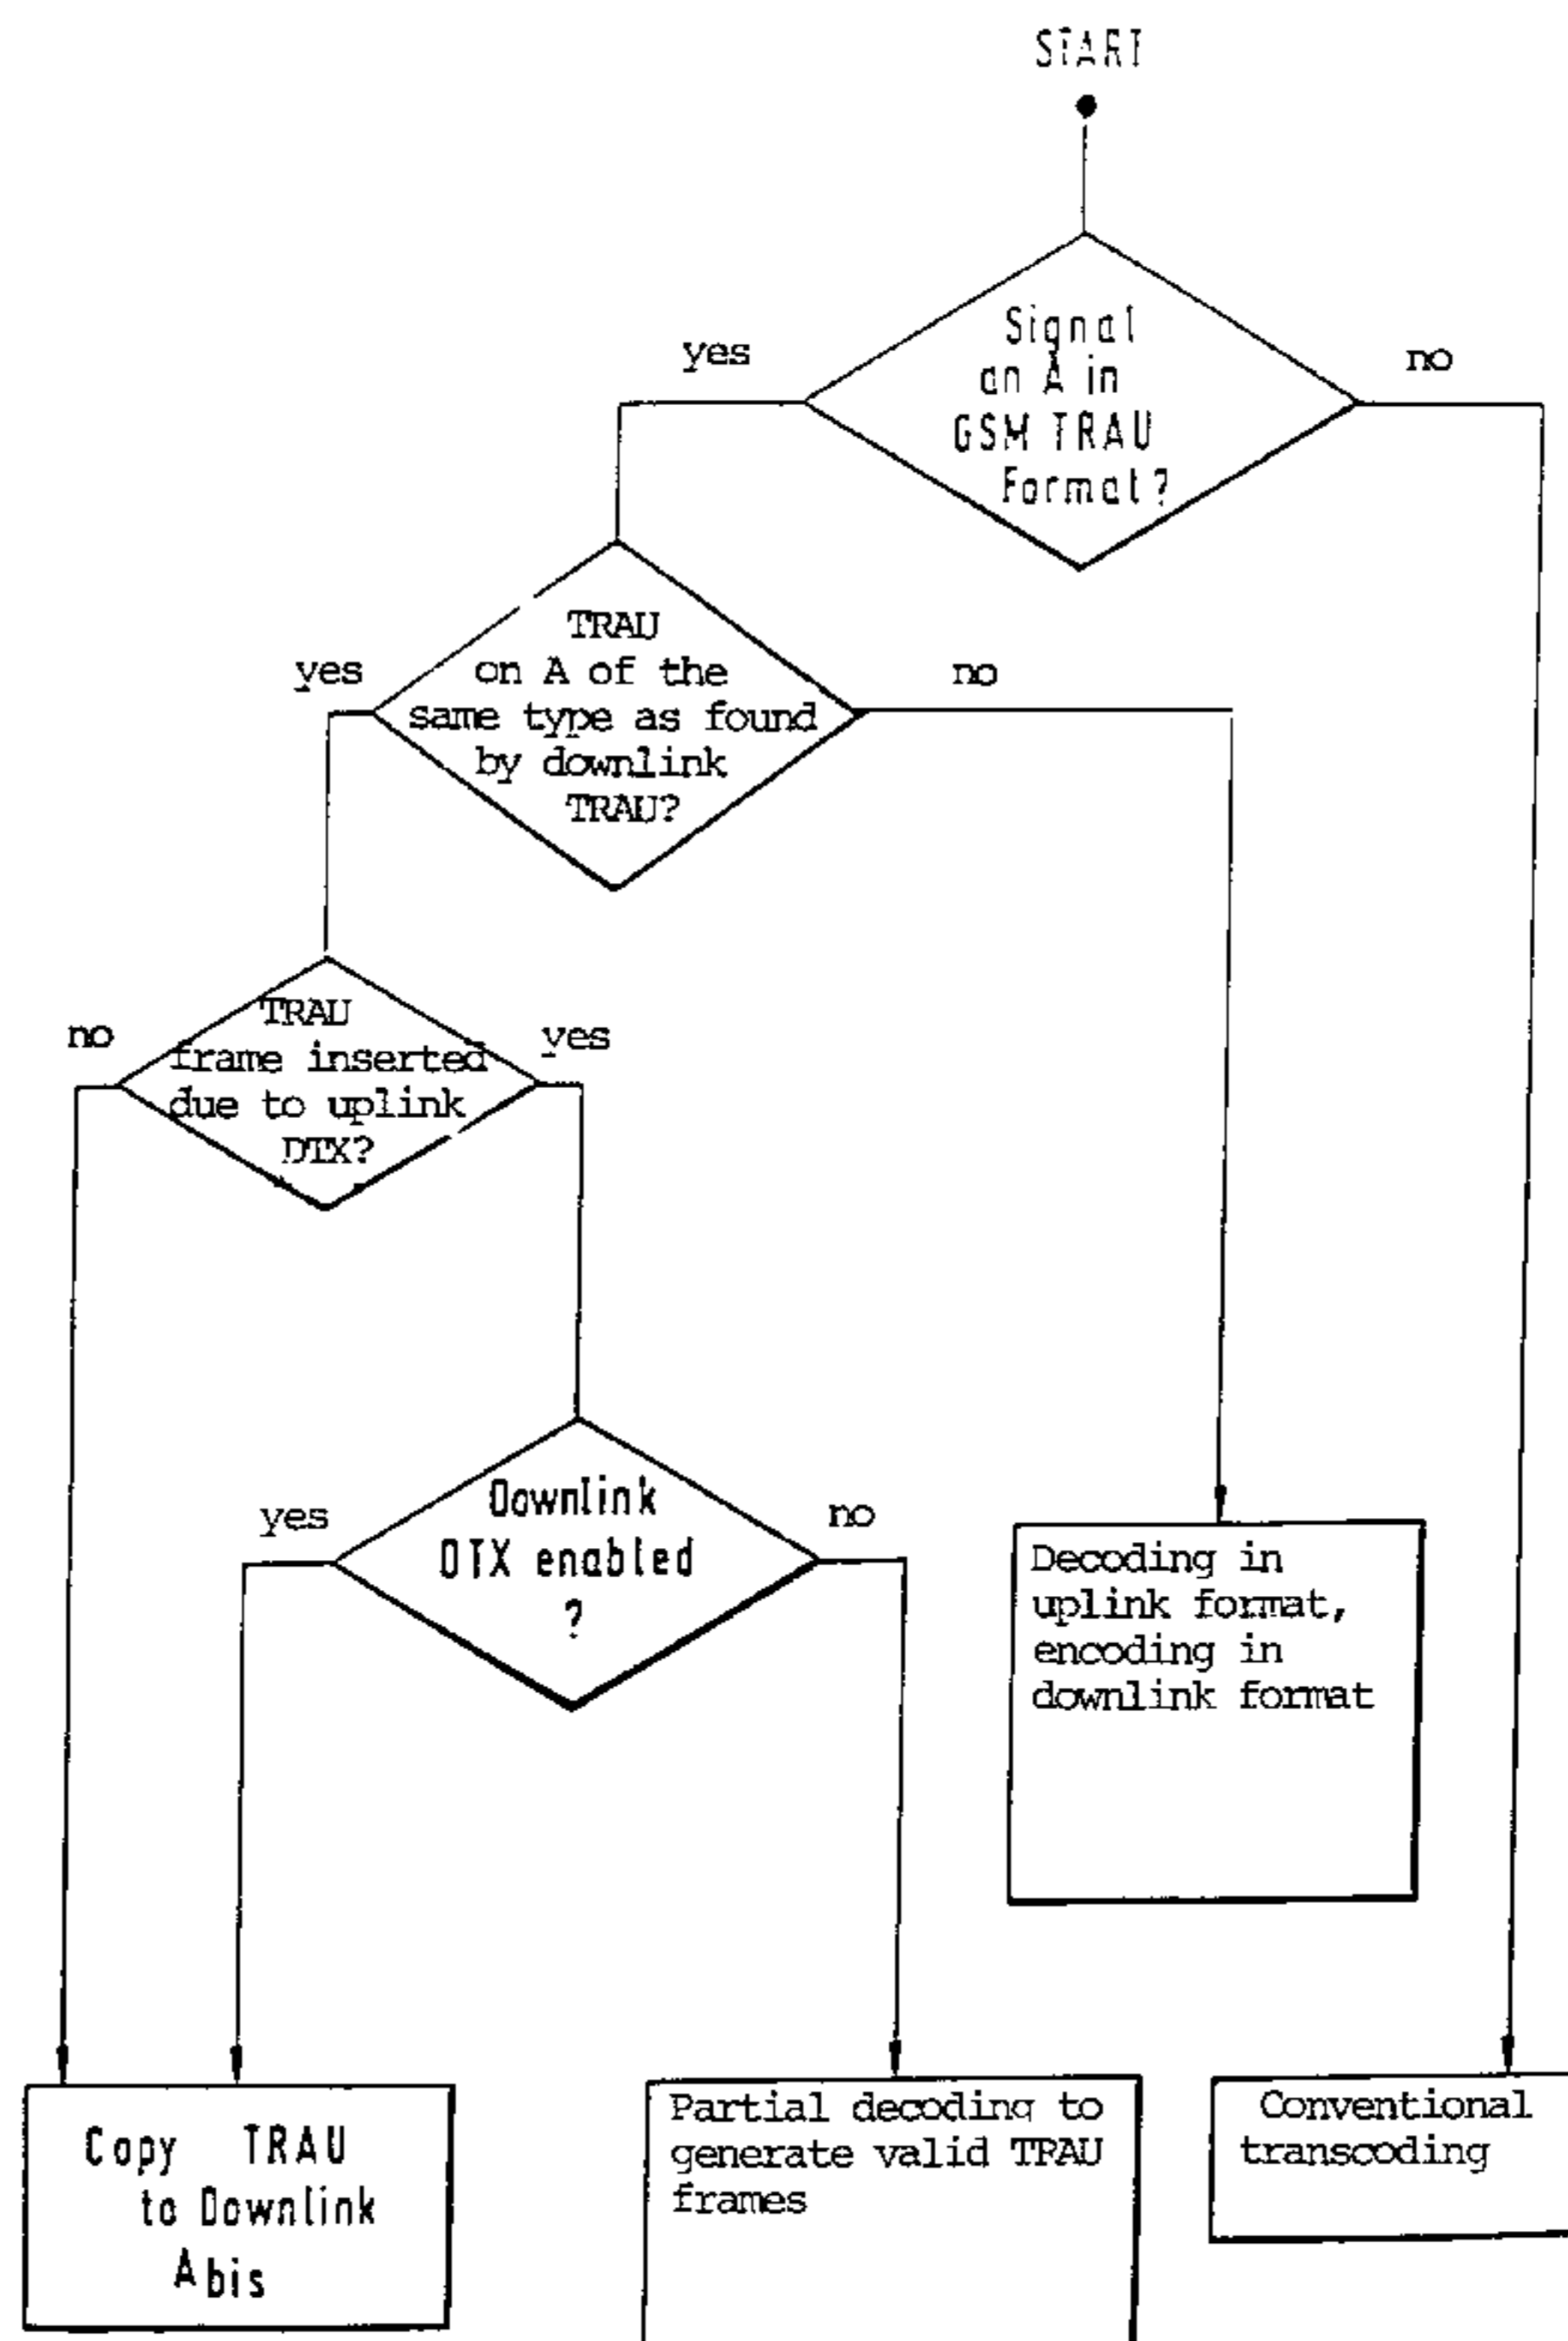 START
Signal
on A in
GSM TRAU
Format?
yes
no
TRAU
on A of the
same type as found
by downlink
TRAU?
yes
no
TRAU
frame inserted
due to uplink
DTX?
no
yes
Downlink
DTX enabled
?
yes
no
Decoding in
uplink format,
encoding in
downlink format
Copy TRAU
to Downlink
Abis
Partial decoding to
generate valid TRAU
frames
Conventional
transcoding